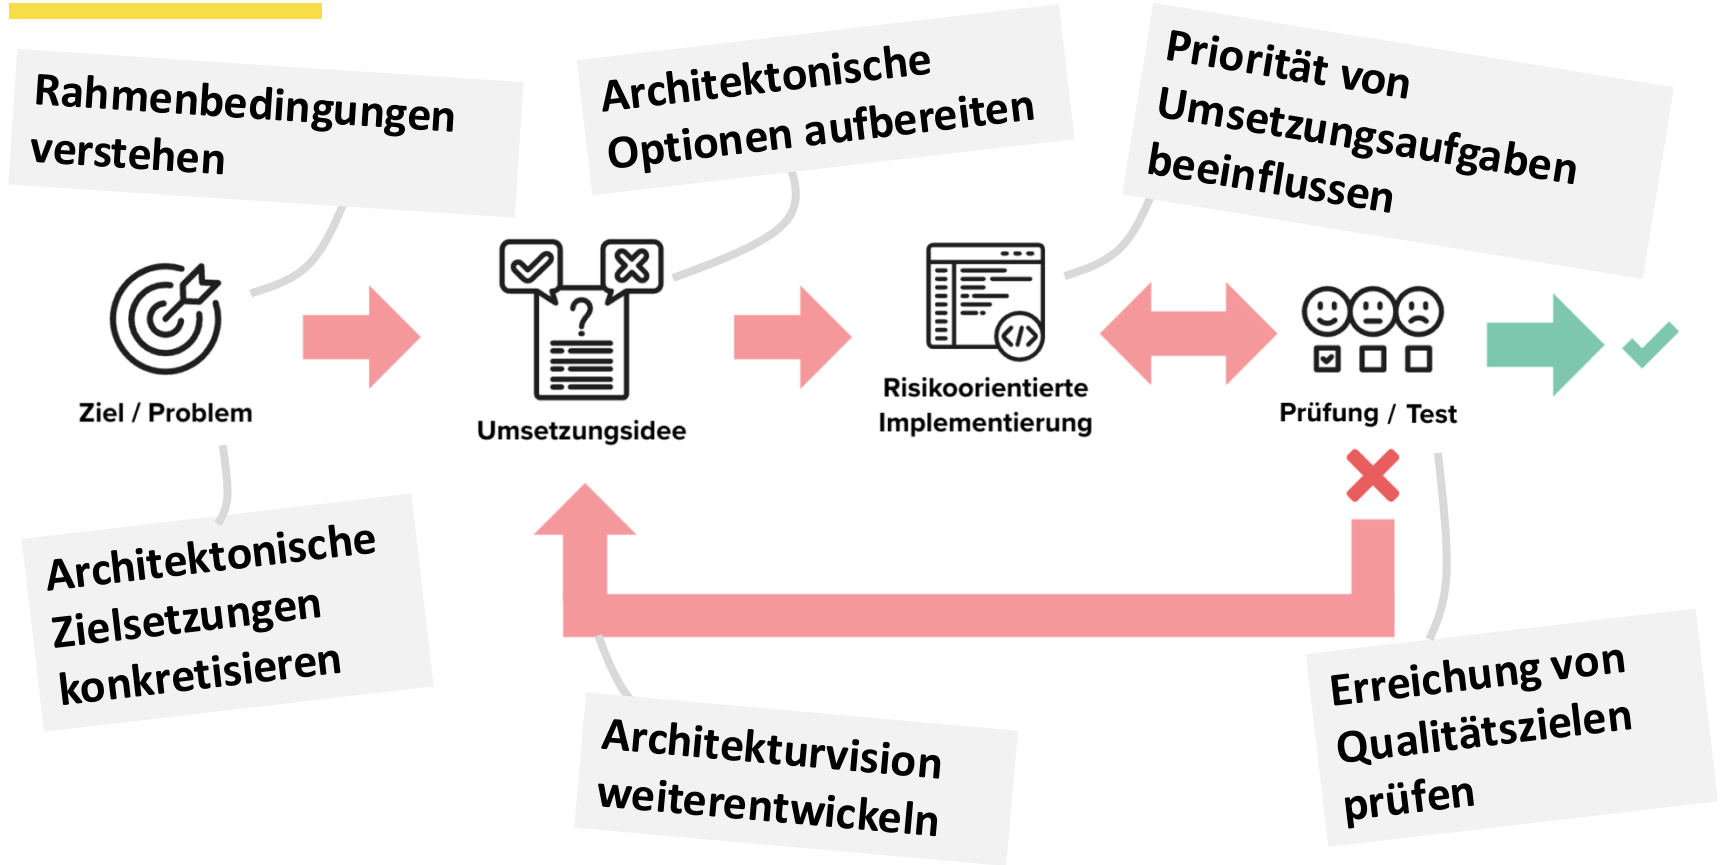 Rahmenbedingungen
verstehen
Architektonische
Optionen aufbereiten
Priorität von
Umsetzungsaufgaben
beeinflussen
?
</>
Ziel / Problem
Umsetzungsidee
Risikoorientierte
Implementierung
Prüfung / Test
Architektonische
Zielsetzungen
konkretisieren
Architekturvision
weiterentwickeln
Erreichung von
Qualitätszielen
prüfen